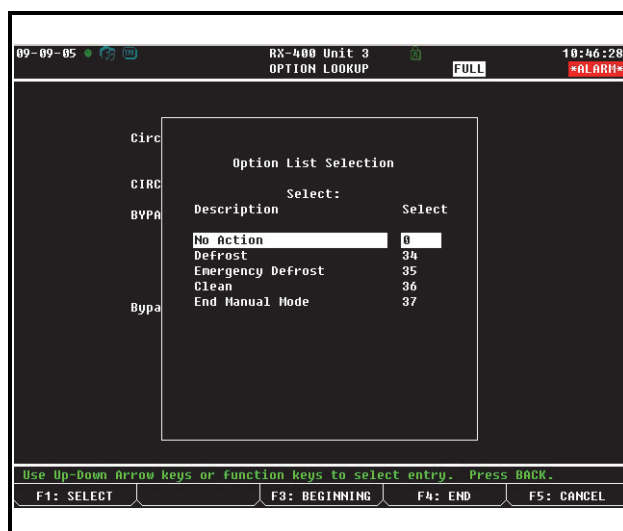 09-09-05 RX-400 Unit 3 10:46:28
OPTION LOOKUP FULL *ALARM*
Circ
Option List Selection
CIRC
Select:
BYPA
Description Select
No Action 0
Defrost 34
Emergency Defrost 35
Clean 36
End Manual Mode 37
Bypa
Use Up-Down Arrow keys or function keys to select entry. Press BACK.
F1: SELECT F3: BEGINNING F4: END F5: CANCEL